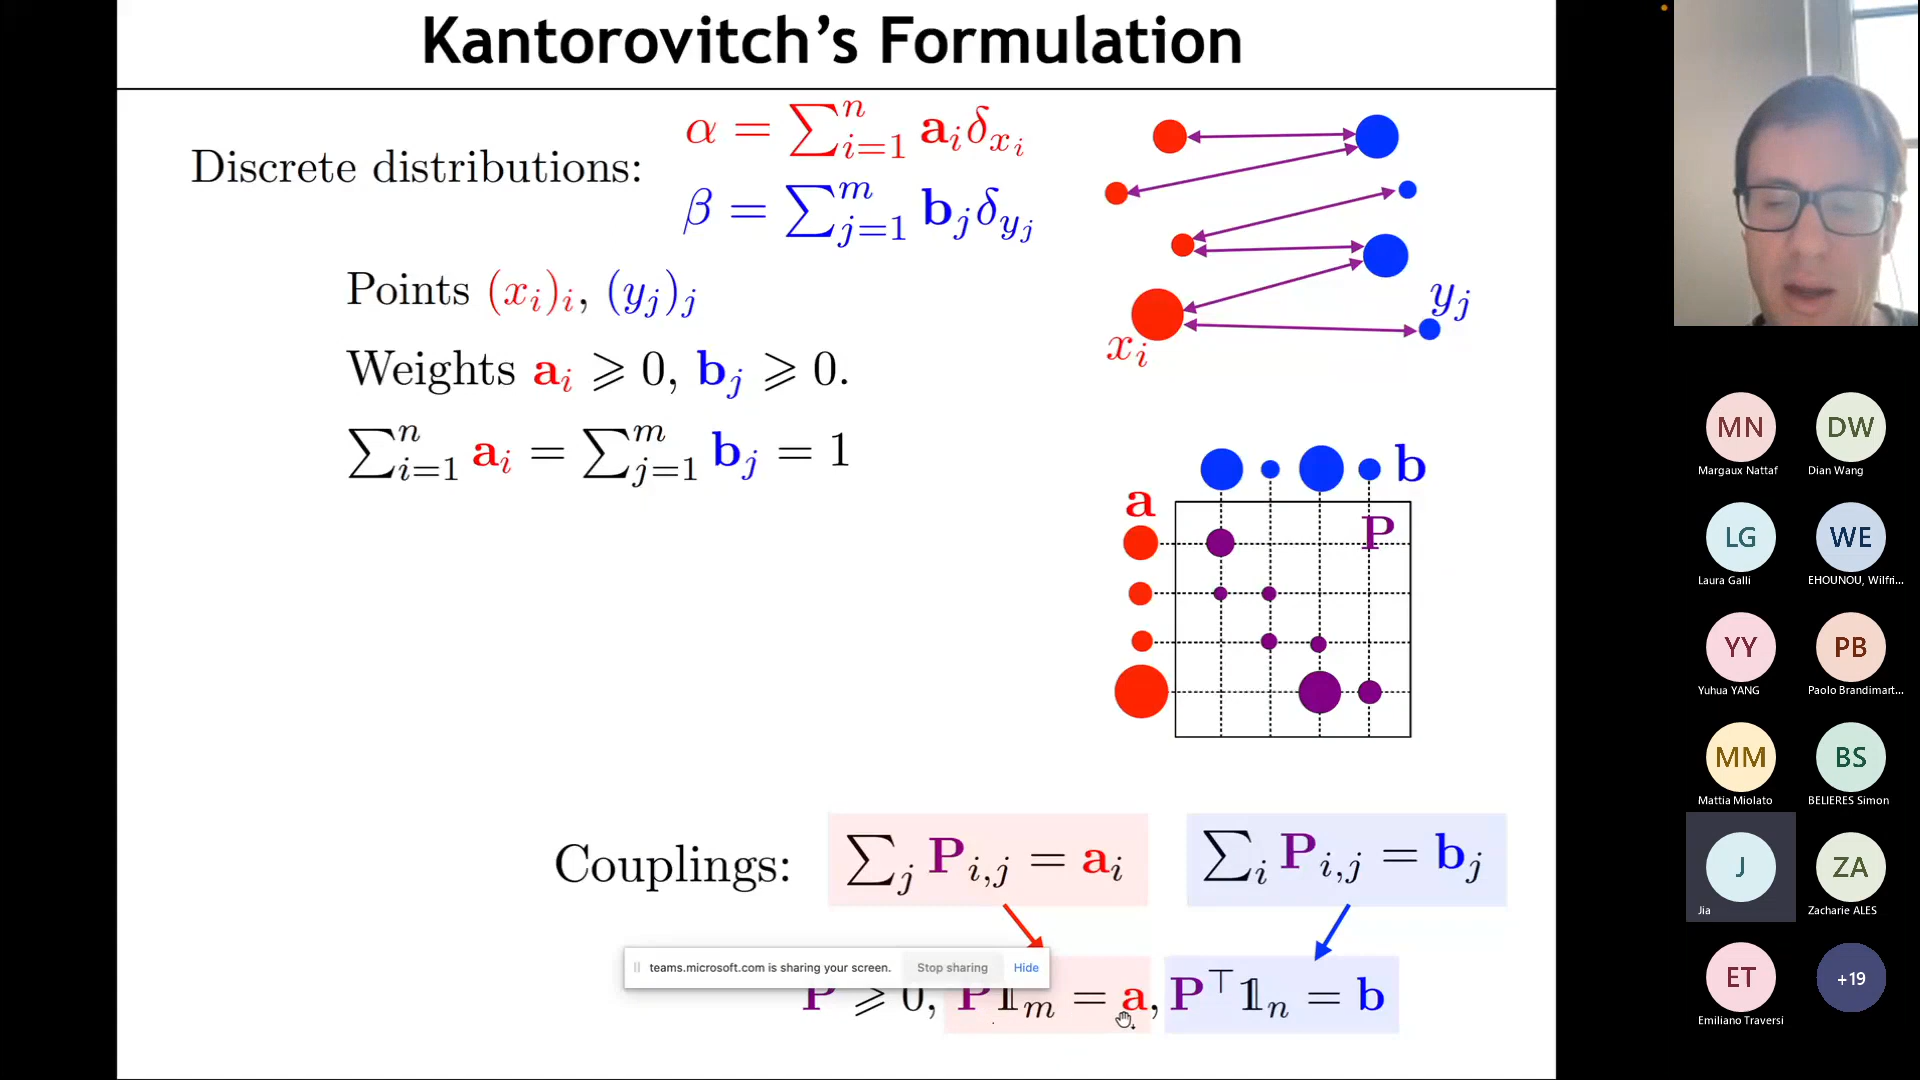 Kantorovitch's Formulation
Discrete distributions:
α = ∑ⁿᵢ₌₁ aᵢδₓᵢ
β = ∑ᵐⱼ₌₁ bⱼδyⱼ
Points (xᵢ)ᵢ, (yⱼ)ⱼ
Weights aᵢ ⩾ 0, bⱼ ⩾ 0.
∑ⁿᵢ₌₁ aᵢ = ∑ᵐⱼ₌₁ bⱼ = 1
yⱼ
xᵢ
b
a
P
Couplings:
∑ⱼ Pᵢ,ⱼ = aᵢ
∑ᵢ Pᵢ,ⱼ = bⱼ
teams.microsoft.com is sharing your screen. Stop sharing Hide
P ⩾ 0, P𝟙ₘ = a, P⊤𝟙ₙ = b
MN
Margaux Nattaf
DW
Dian Wang
LG
Laura Galli
WE
EHOUNOU, Wilfri...
YY
Yuhua YANG
PB
Paolo Brandimart...
MM
Mattia Miolato
BS
BELIERES Simon
J
Jia
ZA
Zacharie ALES
ET
Emiliano Traversi
+19